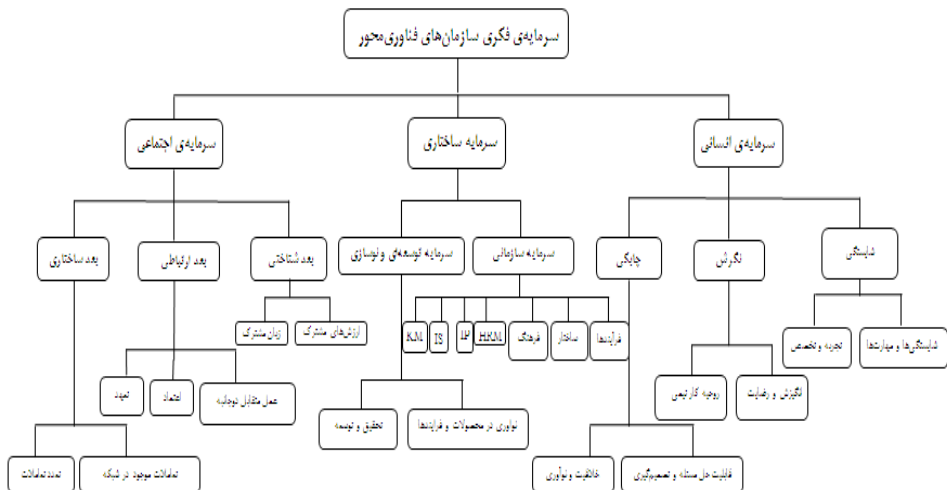 سرمایه‌ی فکری سازمان‌های فناوری‌محور
سرمایه‌ی انسانی
سرمایه ساختاری
سرمایه‌ی اجتماعی
شایستگی
نگرش
چابکی
سرمایه سازمانی
سرمایه توسعه‌ای و نوسازی
بعد شناختی
بعد ارتباطی
بعد ساختاری
شایستگی‌ها و مهارت‌ها
تجربه و تخصص
فرآیندها
ساختار
فرهنگ
HRM
IP
IS
KM
ارزش‌های مشترک
زبان مشترک
انگیزش و رضایت
روحیه کار تیمی
عمل متقابل دوجانبه
اعتماد
تعهد
نوآوری در محصولات و فرایندها
تحقیق و توسعه
قابلیت حل مسئله و تصمیم‌گیری
خلاقیت و نوآوری
تعاملات موجود در شبکه
تعدد تعاملات